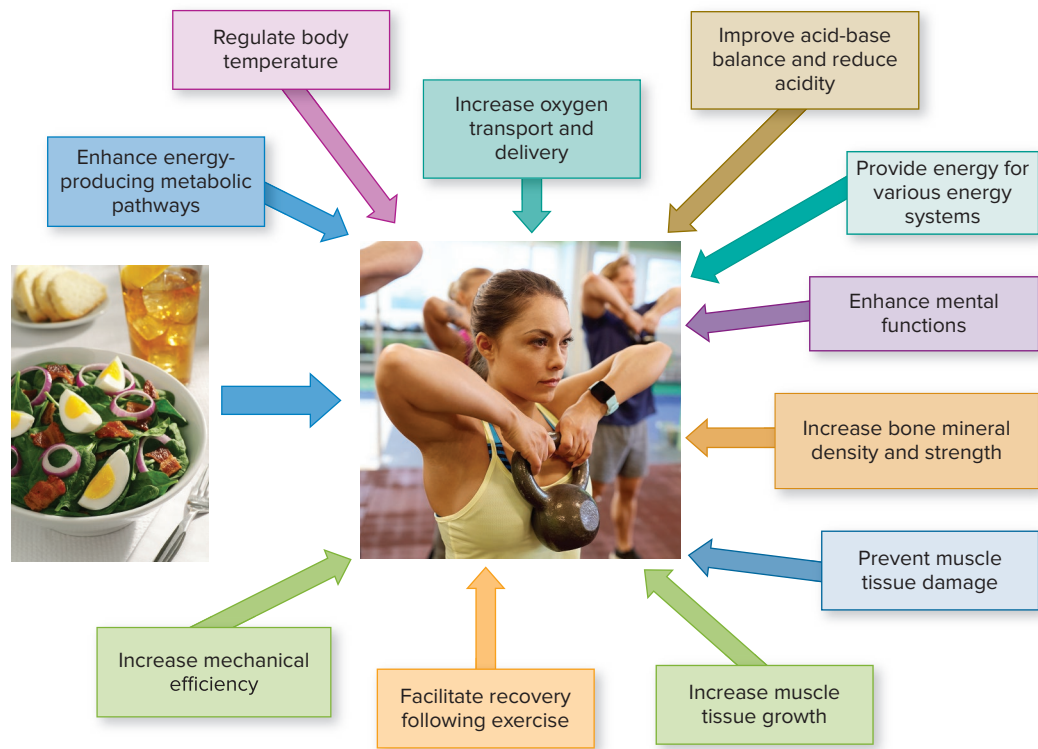 Regulate body
temperature
Improve acid-base
balance and reduce
acidity
Increase oxygen
transport and
delivery
Enhance energy-
producing metabolic
pathways
Provide energy for
various energy
systems
Enhance mental
functions
Increase bone mineral
density and strength
Prevent muscle
tissue damage
Increase mechanical
efficiency
Facilitate recovery
following exercise
Increase muscle
tissue growth